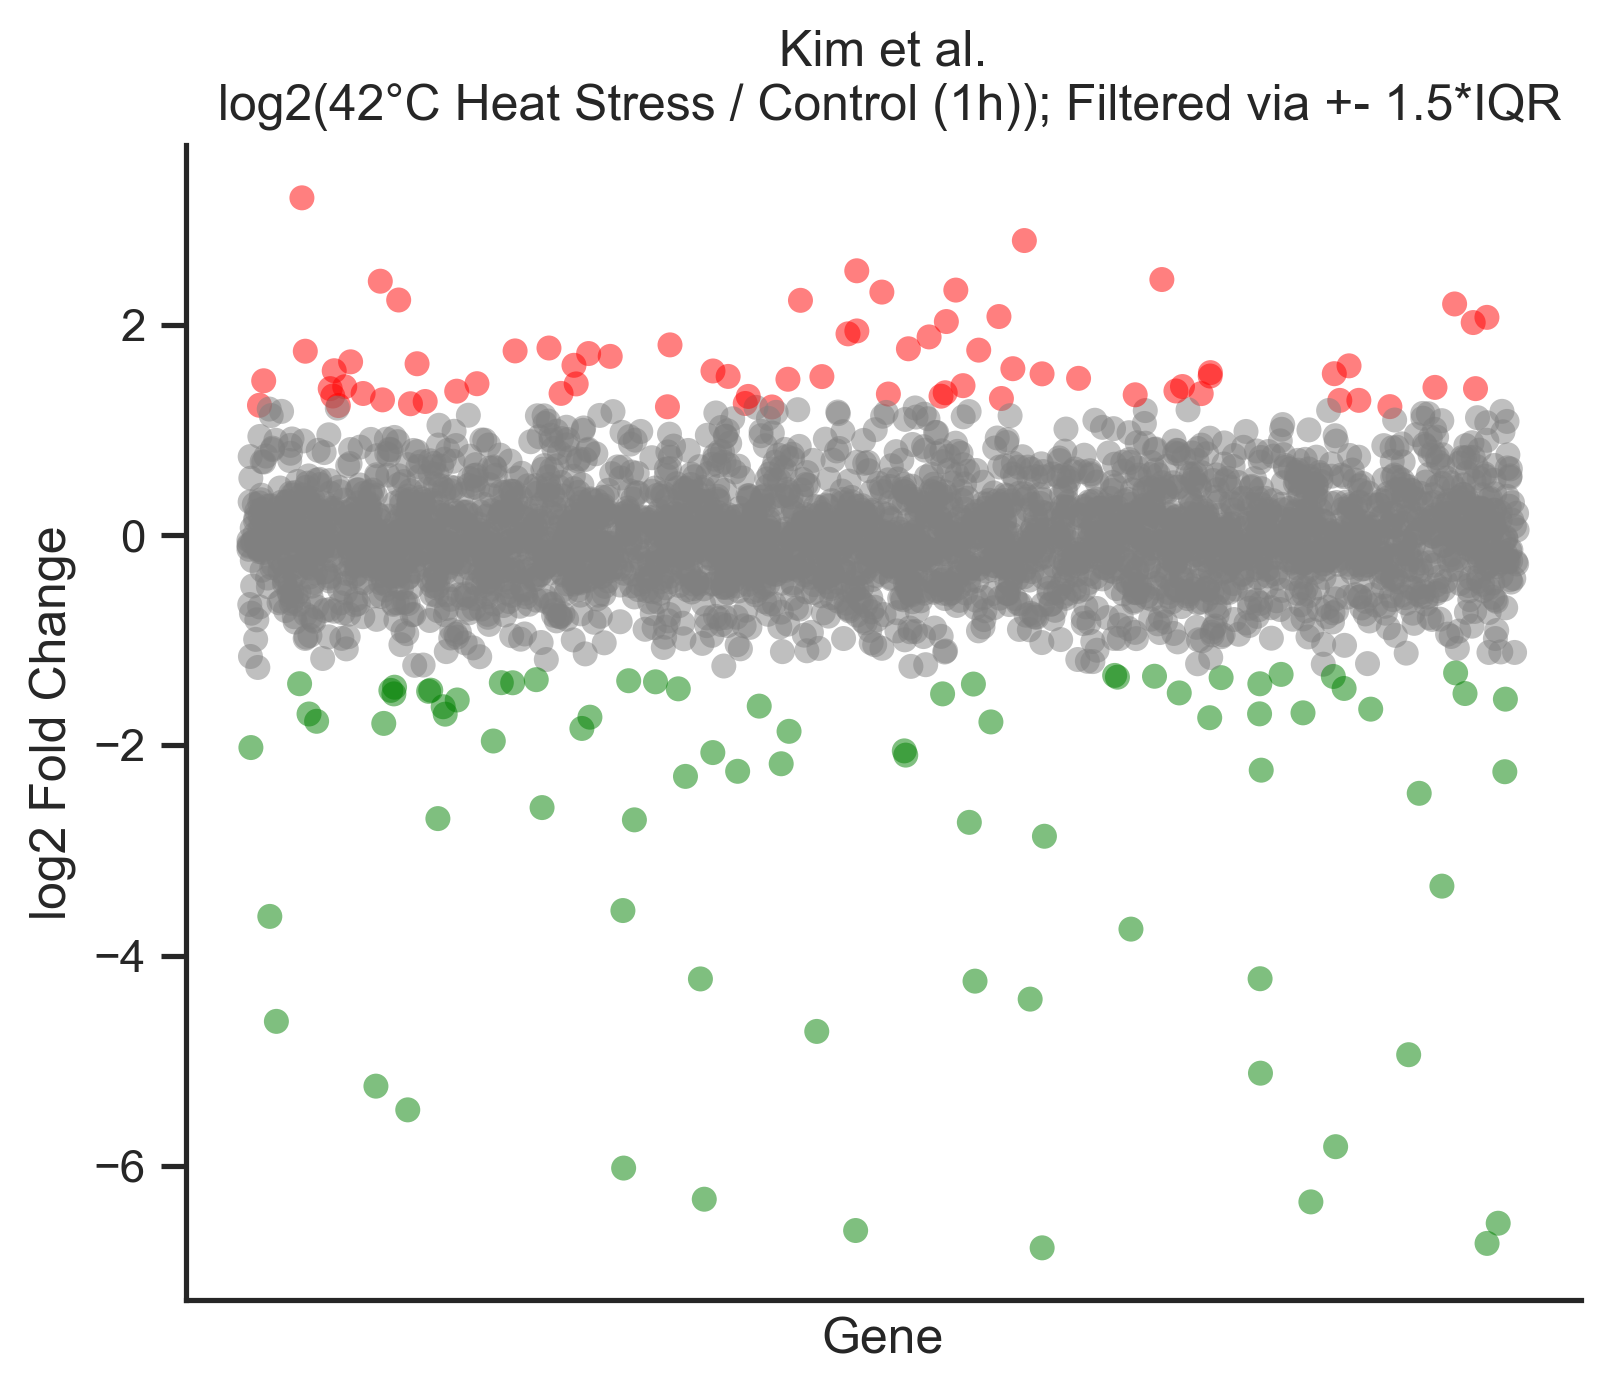 Kim et al.
log2(42°C Heat Stress / Control (1h)); Filtered via +- 1.5*IQR
log2 Fold Change
2
0
−2
−4
−6
Gene